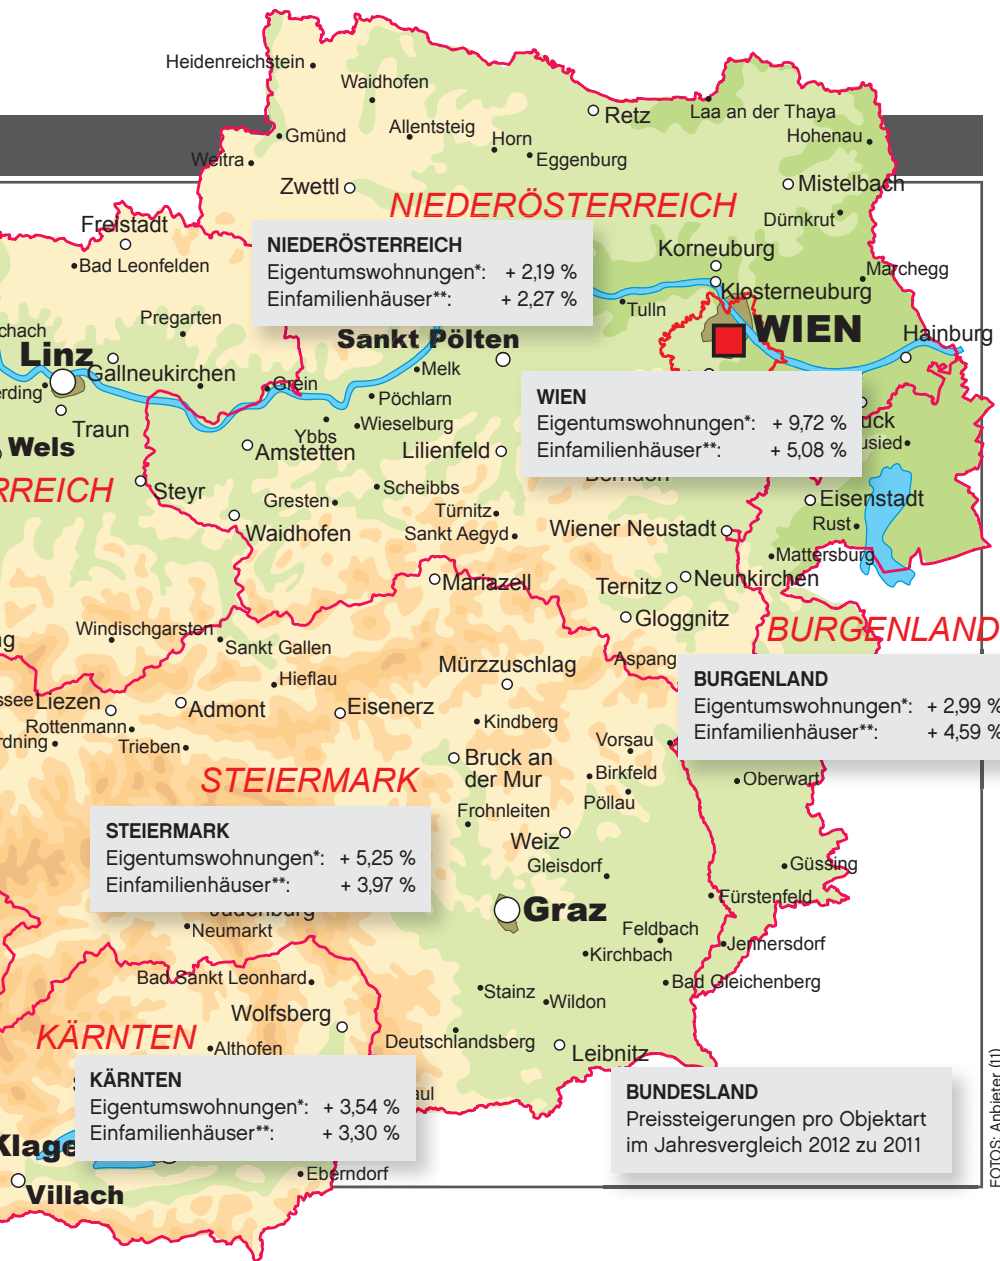 Heidenreichstein
Waidhofen
Retz
Laa an der Thaya
Gmünd
Allentsteig
Horn
Hohenau
Weitra
Eggenburg
Zwettl
Mistelbach
NIEDERÖSTERREICH
Dürnkrut
Freistadt
NIEDERÖSTERREICH
Eigentumswohnungen*: + 2,19 %
Einfamilienhäuser**: + 2,27 %
Korneuburg
Bad Leonfelden
Marchegg
Klosterneuburg
Tulln
Pregarten
WIEN
Hainburg
Sankt Pölten
Linz
Gallneukirchen
Melk
Grein
Pöchlarn
WIEN
Eigentumswohnungen*: + 9,72 %
Einfamilienhäuser**: + 5,08 %
Traun
Wieselburg
Ybbs
Wels
Amstetten
Lilienfeld
RREICH
Steyr
Scheibbs
Gresten
Türnitz
Eisenstadt
Rust
Waidhofen
Sankt Aegyd
Wiener Neustadt
Mattersburg
Mariazell
Ternitz
Neunkirchen
Gloggnitz
Windischgarsten
BURGENLAND
Sankt Gallen
Aspang
Mürzzuschlag
Hieflau
BURGENLAND
Eigentumswohnungen*: + 2,99 %
Einfamilienhäuser**: + 4,59 %
Liezen
Admont
Eisenerz
Rottenmann
Kindberg
Trieben
Vorsau
Bruck an
der Mur
STEIERMARK
Birkfeld
Oberwart
Pöllau
Frohnleiten
STEIERMARK
Eigentumswohnungen*: + 5,25 %
Einfamilienhäuser**: + 3,97 %
Weiz
Gleisdorf
Güssing
Fürstenfeld
Judenburg
Graz
Neumarkt
Feldbach
Jennersdorf
Kirchbach
Bad Sankt Leonhard
Bad Gleichenberg
Stainz
Wildon
Wolfsberg
KÄRNTEN
Althofen
Deutschlandsberg
Leibnitz
KÄRNTEN
Eigentumswohnungen*: + 3,54 %
Einfamilienhäuser**: + 3,30 %
BUNDESLAND
Preissteigerungen pro Objektart
im Jahresvergleich 2012 zu 2011
Klage
Eberndorf
Villach
FOTOS: Anbieter (11)